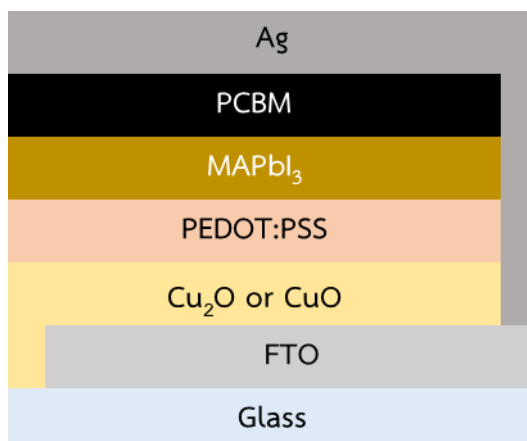 Ag
PCBM
MAPbI₃
PEDOT:PSS
Cu₂O or CuO
FTO
Glass